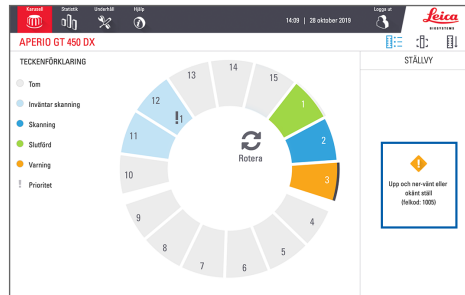 Karusell Statistik Underhåll Hjälp
14:09 | 28 oktober 2019
Logga ut
Leica
BIOSYSTEMS
APERIO GT 450 DX
TECKENFÖRKLARING
Tom
Inväntar skanning
Skanning
Slutförd
Varning
! Prioritet
1
2
3
4
5
6
7
8
9
10
11
12
!1
13
14
15
Rotera
STÄLLVY
Upp och ner-vänt eller
okänt ställ
(felkod: 1005)